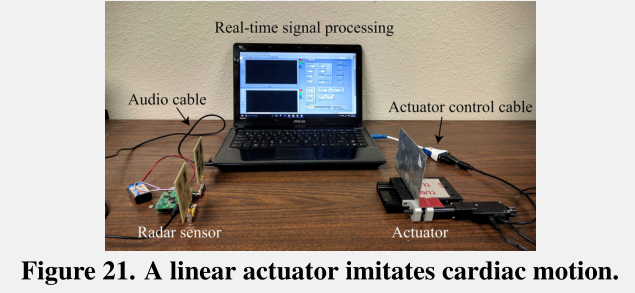 Real-time signal processing
Audio cable
Actuator control cable
ASUS
Radar sensor
Actuator
Figure 21. A linear actuator imitates cardiac motion.